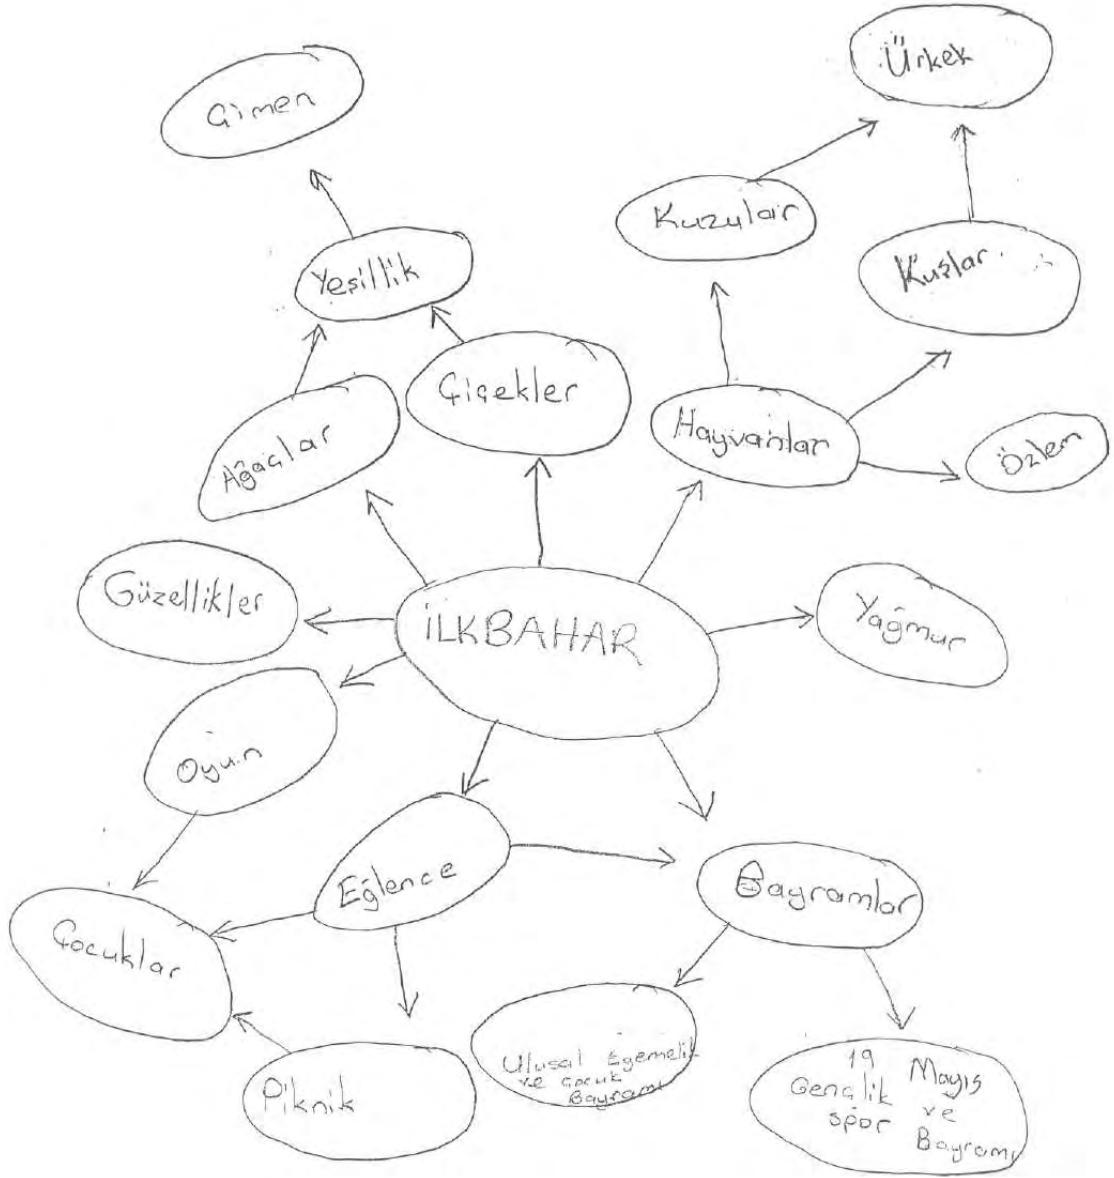 Ürkek
Çimen
Kuzular
Kuşlar
Yeşillik
Çiçekler
Hayvanlar
Ağaçlar
Özlem
Güzellikler
İLKBAHAR
Yağmur
Oyun
Eğlence
Bayramlar
Çocuklar
Ulusal Egemelik
ve Çocuk
Bayramı
Piknik
19 Mayıs
Gençlik ve
Spor Bayramı